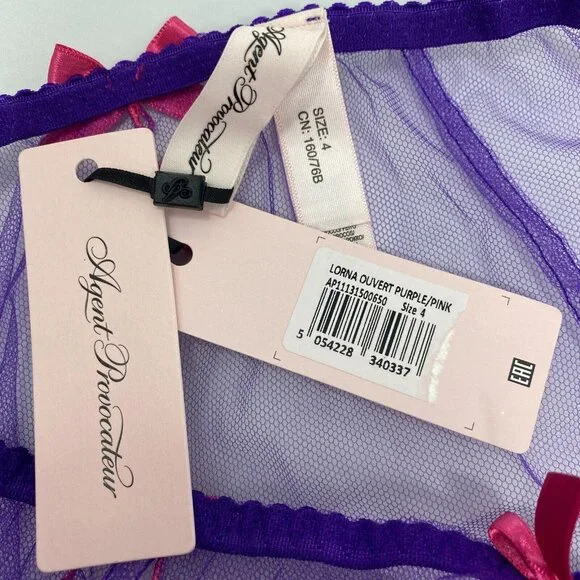 Agent Provocateur
SIZE: 4
CN: 160/76B
Agent Provocateur
LORNA OUVERT PURPLE/PINK
AP11131500650 Size 4
5 054228 340337
EAC